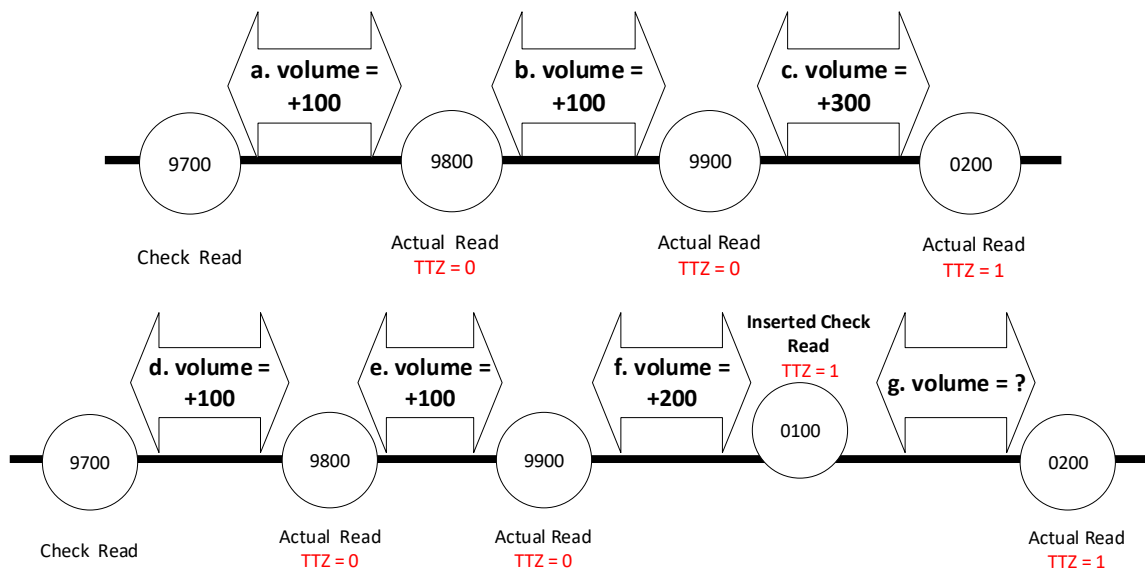 a. volume =
+100
b. volume =
+100
c. volume =
+300
9700
9800
9900
0200
Check Read
Actual Read
TTZ = 0
Actual Read
TTZ = 0
Actual Read
TTZ = 1
d. volume =
+100
e. volume =
+100
f. volume =
+200
Inserted Check
Read
TTZ = 1
g. volume = ?
9700
9800
9900
0100
0200
Check Read
Actual Read
TTZ = 0
Actual Read
TTZ = 0
Actual Read
TTZ = 1